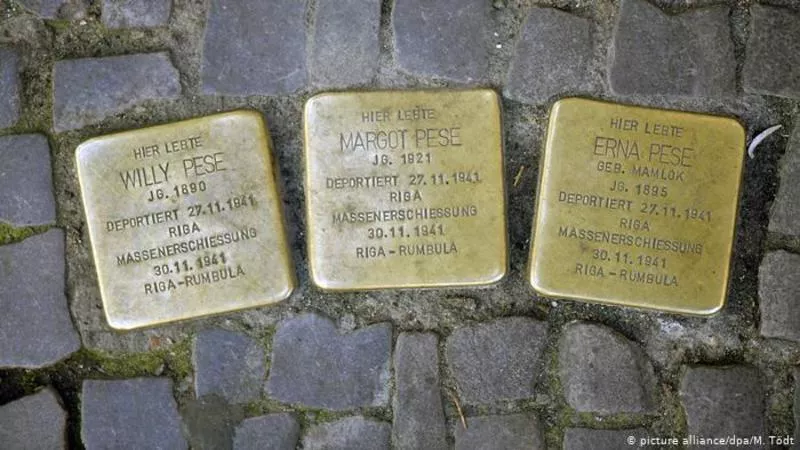 HIER LEBTE
WILLY PESE
JG. 1890
DEPORTIERT 27.11.1941
RIGA
MASSENERSCHIESSUNG
30.11.1941
RIGA-RUMBULA
HIER LEBTE
MARGOT PESE
JG. 1921
DEPORTIERT 27.11.1941
RIGA
MASSENERSCHIESSUNG
30.11.1941
RIGA-RUMBULA
HIER LEBTE
ERNA PESE
GEB. MAMLOK
JG. 1895
DEPORTIERT 27.11.1941
RIGA
MASSENERSCHIESSUNG
30.11.1941
RIGA-RUMBULA
© picture alliance/dpa/M. Tödt